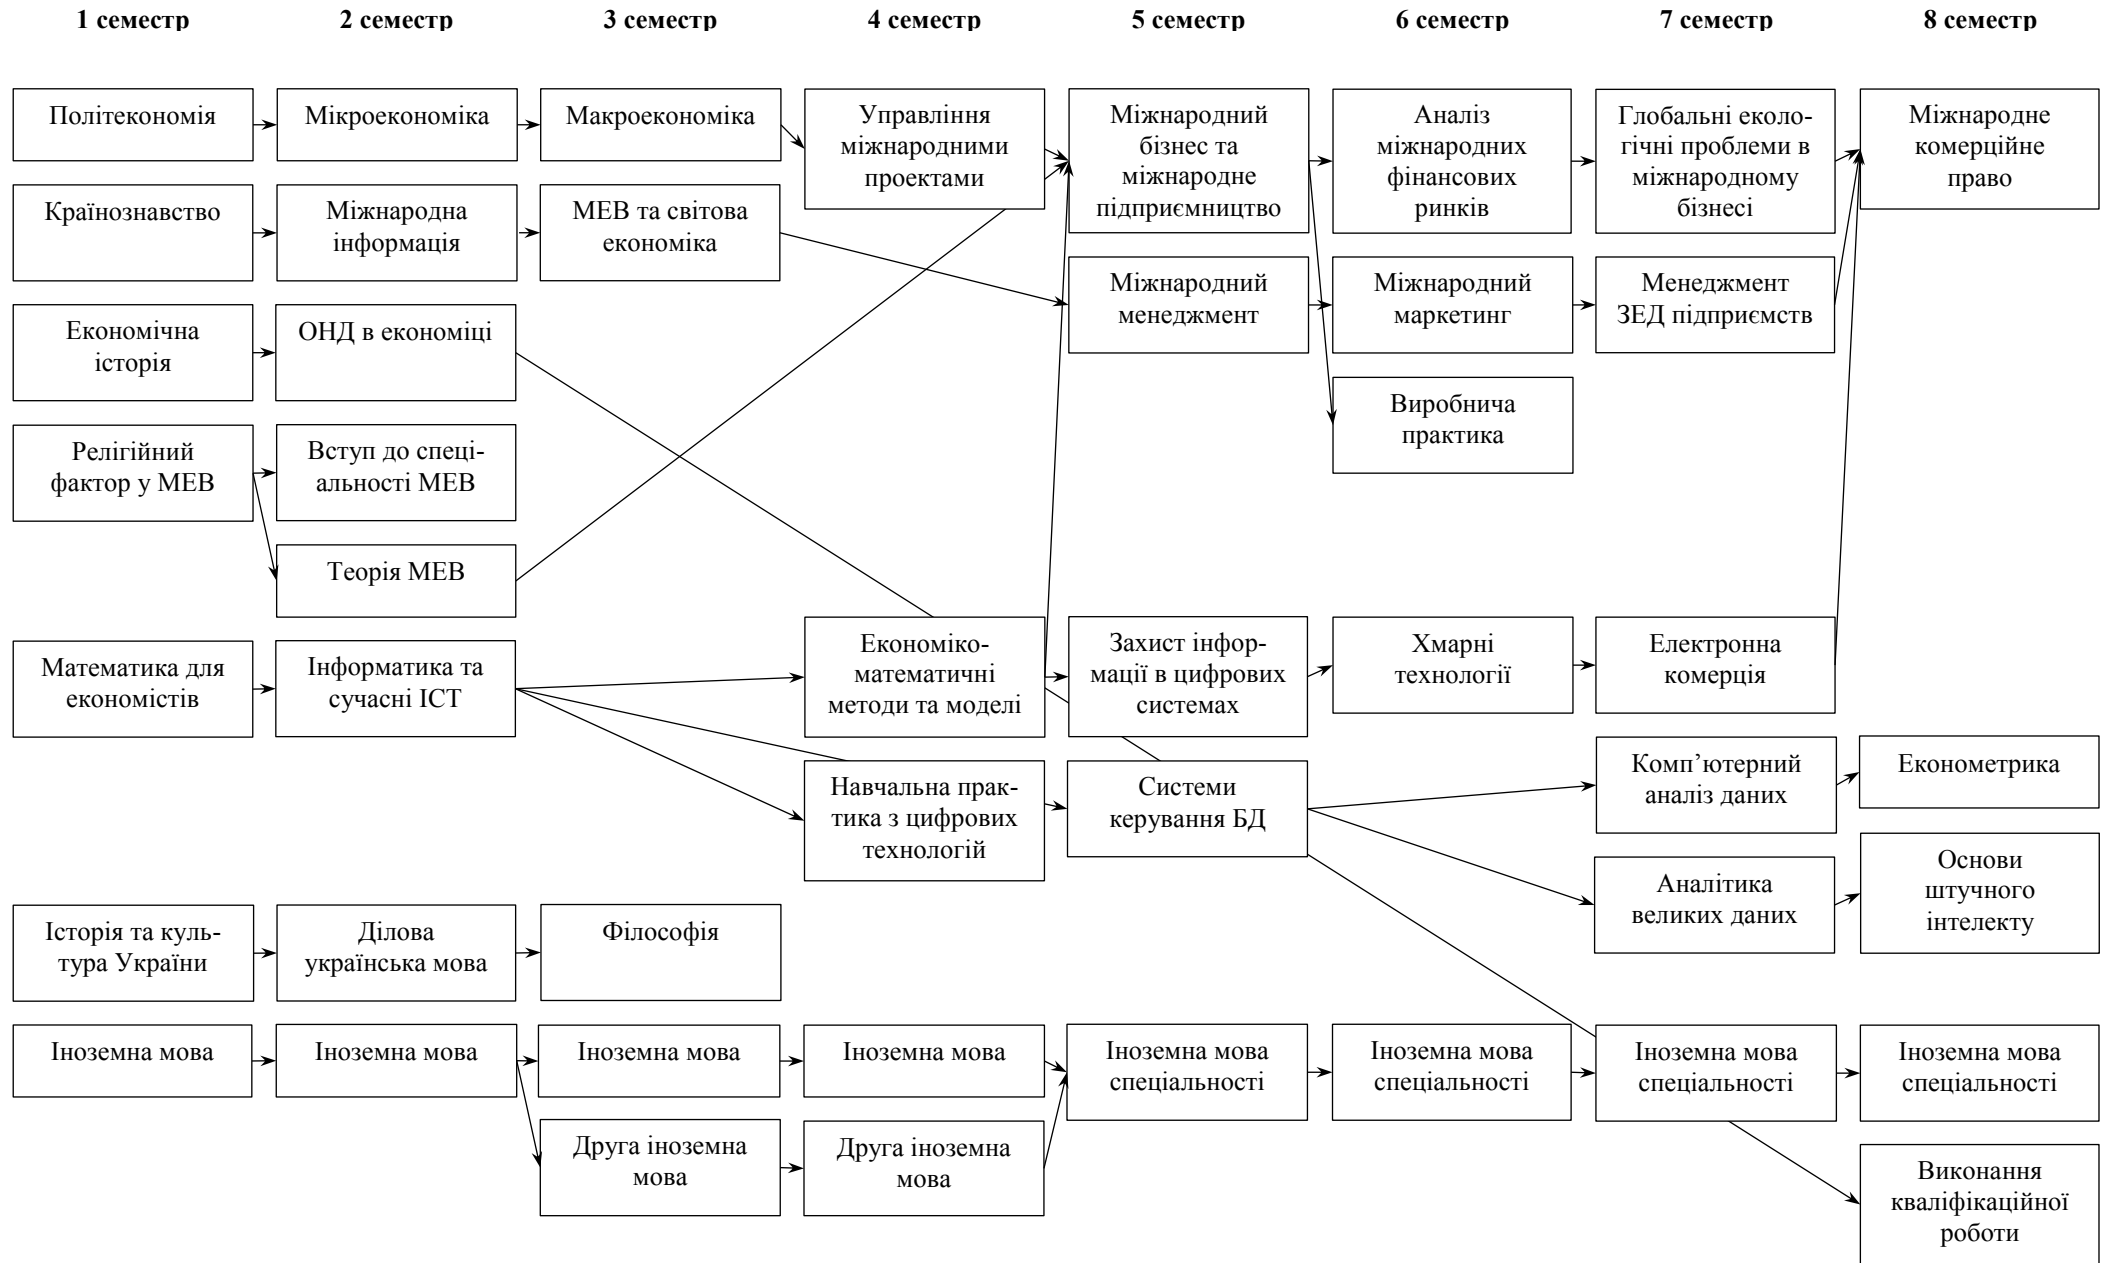 1 семестр
2 семестр
3 семестр
4 семестр
5 семестр
6 семестр
7 семестр
8 семестр
Політекономія
Мікроекономіка
Макроекономіка
Управління
міжнародними
проектами
Міжнародний
бізнес та
міжнародне
підприємництво
Аналіз
міжнародних
фінансових
ринків
Глобальні еколо-
гічні проблеми в
міжнародному
бізнесі
Міжнародне
комерційне
право
Країнознавство
Міжнародна
інформація
МЕВ та світова
економіка
Міжнародний
менеджмент
Міжнародний
маркетинг
Менеджмент
ЗЕД підприємств
Економічна
історія
ОНД в економіці
Виробнича
практика
Релігійний
фактор у МЕВ
Вступ до спеці-
альності МЕВ
Теорія МЕВ
Математика для
економістів
Інформатика та
сучасні ІСТ
Економіко-
математичні
методи та моделі
Захист інфор-
мації в цифрових
системах
Хмарні
технології
Електронна
комерція
Навчальна прак-
тика з цифрових
технологій
Системи
керування БД
Комп’ютерний
аналіз даних
Економетрика
Аналітика
великих даних
Основи
штучного
інтелекту
Історія та куль-
тура України
Ділова
українська мова
Філософія
Іноземна мова
Іноземна мова
Іноземна мова
Іноземна мова
Іноземна мова
спеціальності
Іноземна мова
спеціальності
Іноземна мова
спеціальності
Іноземна мова
спеціальності
Друга іноземна
мова
Друга іноземна
мова
Виконання
кваліфікаційної
роботи